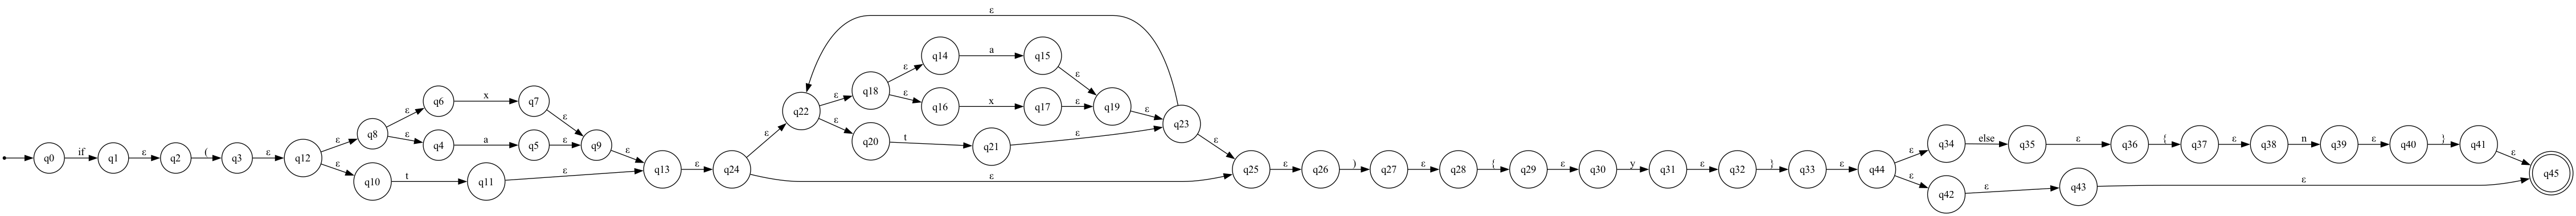 ε
q14
a
q15
ε
ε
q18
ε
q22
ε
ε
q16
x
q17
ε
q19
ε
q23
ε
q20
t
q21
ε
ε
q6
x
q7
ε
ε
q8
ε
ε
q4
a
q5
ε
q9
ε
q0
if
q1
ε
q2
(
q3
ε
q12
ε
q10
t
q11
ε
q13
ε
q24
ε
ε
q25
ε
q26
)
q27
ε
q28
{
q29
ε
q30
y
q31
ε
q32
}
q33
ε
q44
ε
q34
else
q35
ε
q36
{
q37
ε
q38
n
q39
ε
q40
}
q41
ε
ε
q42
ε
q43
ε
q45